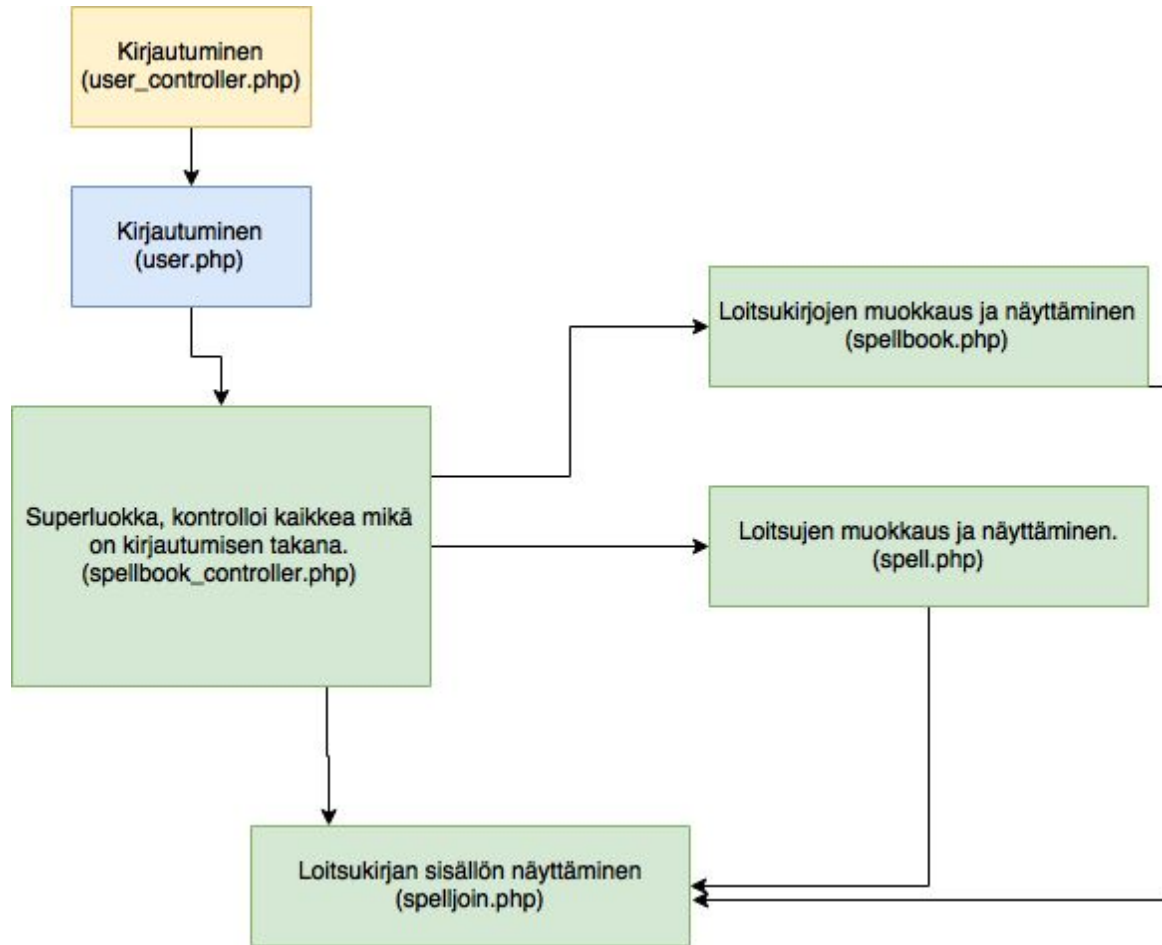 Kirjautuminen
(user_controller.php)
Kirjautuminen
(user.php)
Loitsukirjojen muokkaus ja näyttäminen
(spellbook.php)
Superluokka, kontrolloi kaikkea mikä
on kirjautumisen takana.
(spellbook_controller.php)
Loitsujen muokkaus ja näyttäminen.
(spell.php)
Loitsukirjan sisällön näyttäminen
(spelljoin.php)